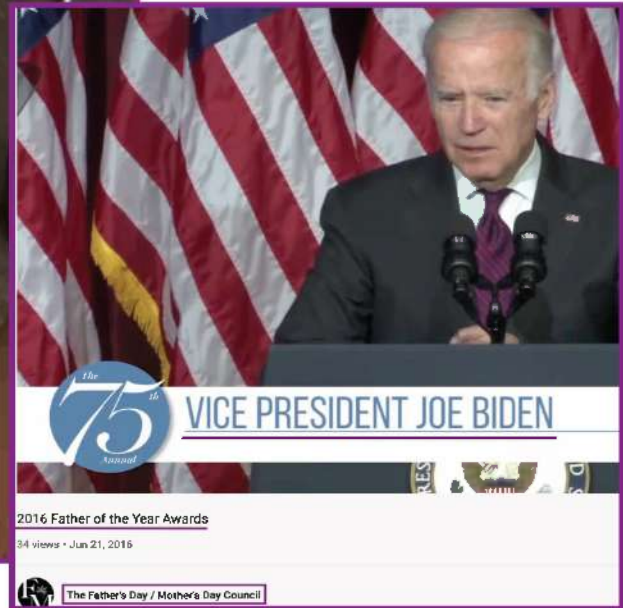 The
75th
Annual
VICE PRESIDENT JOE BIDEN
2016 Father of the Year Awards
34 views • Jun 21, 2016
FM
The Father's Day / Mother's Day Council